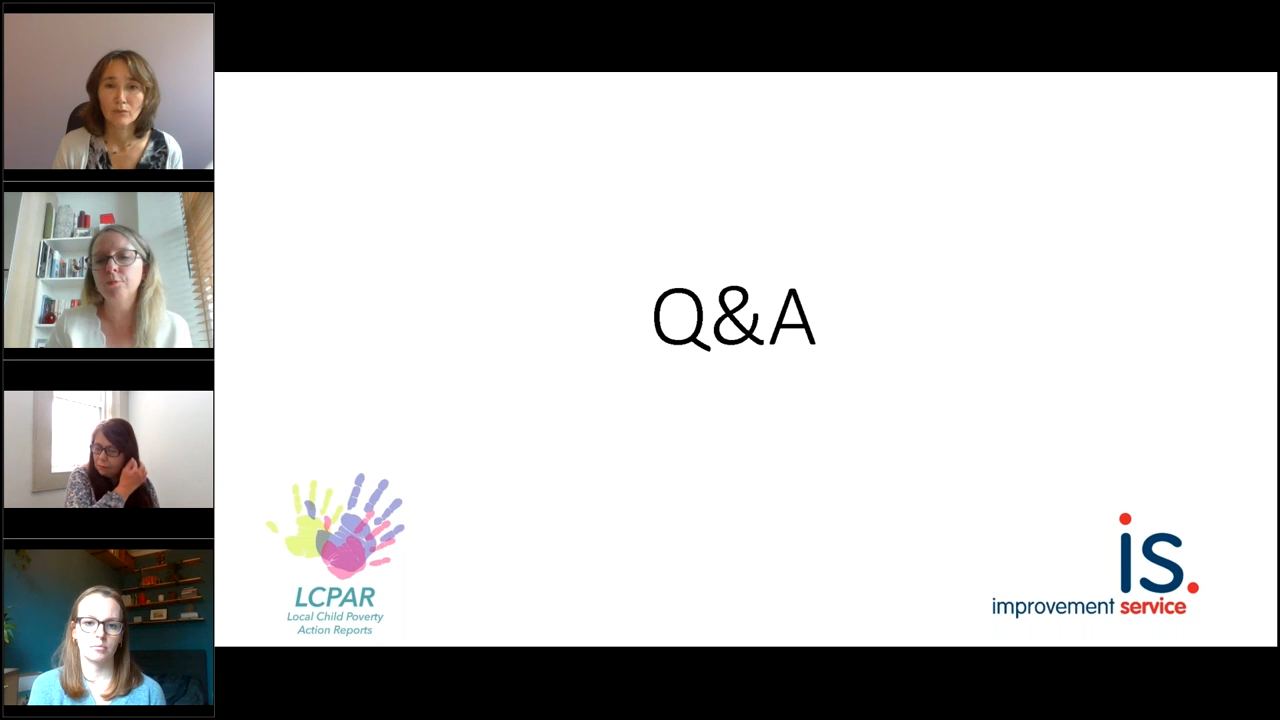 Q&A
LCPAR
Local Child Poverty
Action Reports
is.
improvement service